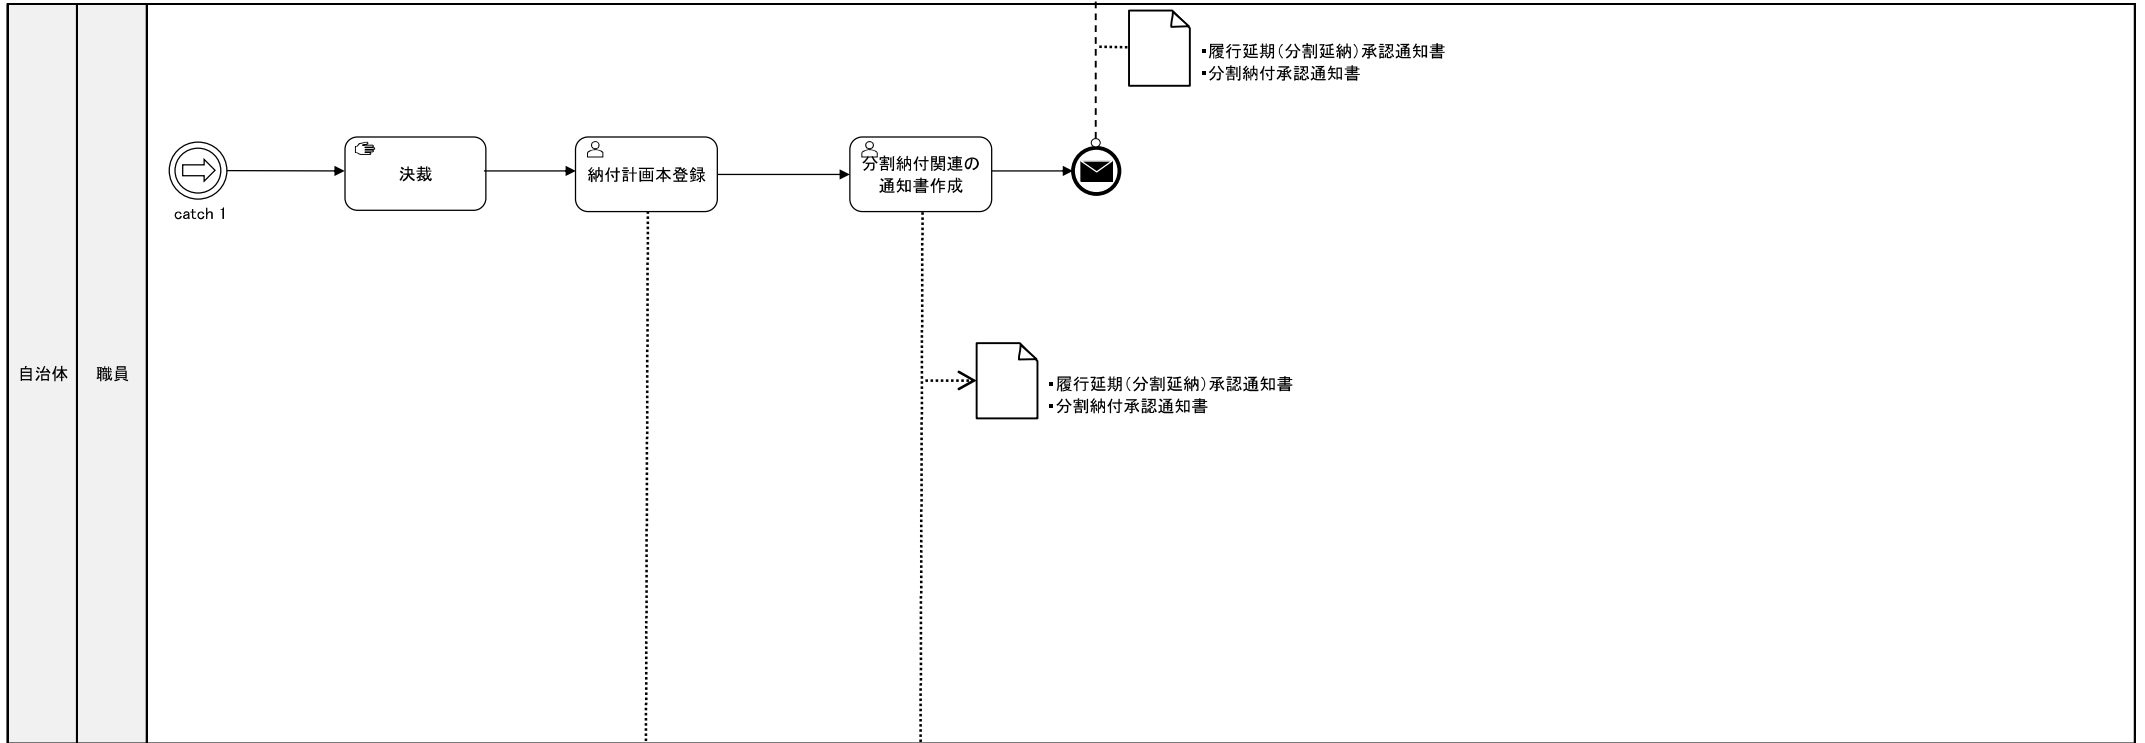 ・履行延期（分割延納）承認通知書
・分割納付承認通知書
catch 1
決裁
納付計画本登録
分割納付関連の
通知書作成
自治体
職員
・履行延期（分割延納）承認通知書
・分割納付承認通知書